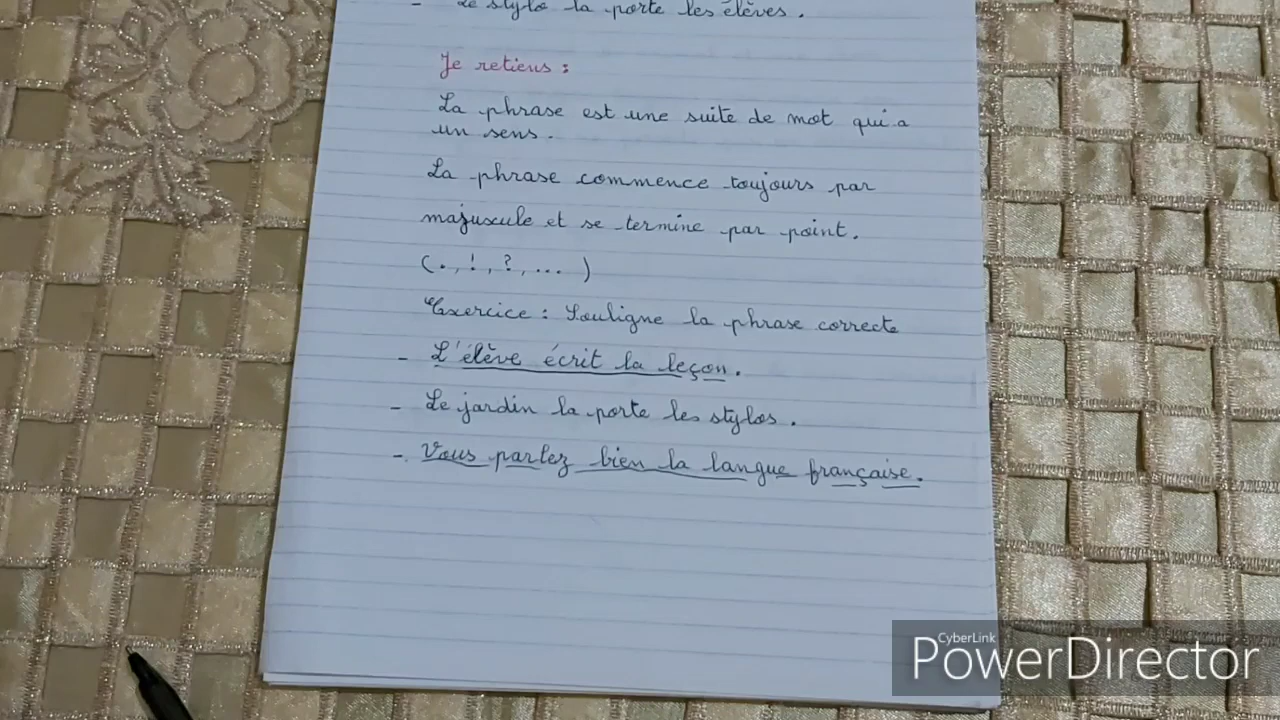 - Le stylo la porte les élèves.
Je retiens :
La phrase est une suite de mot qui a
un sens.
La phrase commence toujours par
majuscule et se termine par point.
(. , ! , ? , ... )
Exercice : Souligne la phrase correcte
- L'élève écrit la leçon.
- Le jardin la porte les stylos.
- Vous parlez bien la langue française.
CyberLink
PowerDirector